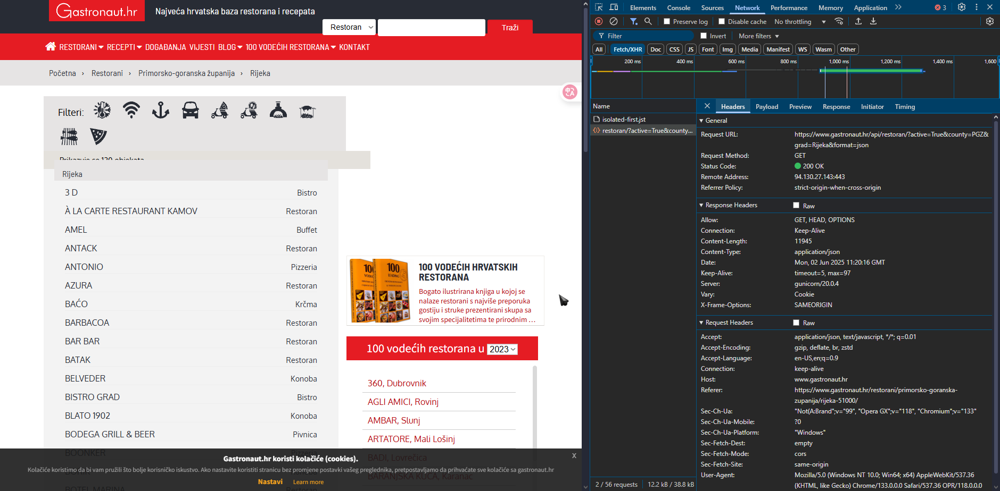 Gastronaut.hr
Najveća hrvatska baza restorana i recepata
Restoran
Traži
RESTORANI RECEPTI DOGAĐANJA VIJESTI BLOG 100 VODEĆIH RESTORANA KONTAKT
Početna › Restorani › Primorsko-goranska županija › Rijeka
Filteri:
Prikazuje se 120 objekata
Rijeka
3 D Bistro
À LA CARTE RESTAURANT KAMOV Restoran
AMEL Buffet
ANTACK Restoran
ANTONIO Pizzeria
AZURA Restoran
BAĆO Krčma
BARBACOA Restoran
BAR BAR Restoran
BATAK Restoran
BELVEDER Konoba
BISTRO GRAD Bistro
BLATO 1902 Konoba
BODEGA GRILL & BEER Pivnica
BOONKER Pizzeria
BOTEL MARINA Restoran
100 VODEĆIH HRVATSKIH
RESTORANA
Bogato ilustrirana knjiga u kojoj se
nalaze restorani s najviše preporuka
gostiju i struke prezentirani skupa sa
svojim specijalitetima te prirodnim ...
100 vodećih restorana u 2023
360, Dubrovnik
AGLI AMICI, Rovinj
AMBAR, Slunj
ARTATORE, Mali Lošinj
BADI, Lovrečica
BARANJSKA KUĆA, Karanac
Gastronaut.hr koristi kolačiće (cookies).
X
Kolačiće koristimo da bi vam pružili što bolje korisničko iskustvo. Ako nastavite koristiti stranicu bez promjene postavki vašeg preglednika, pretpostavljamo da prihvaćate sve kolačiće sa gastronaut.hr
Nastavi Learn more
Elements Console Sources Network Performance Memory Application 3
Preserve log Disable cache No throttling
Filter Invert More filters
All Fetch/XHR Doc CSS JS Font Img Media Manifest WS Wasm Other
200 ms 400 ms 600 ms 800 ms 1,000 ms 1,200 ms 1,400 ms 1,600
Name
isolated-first.jst
restoran/?active=True&county...
Headers Payload Preview Response Initiator Timing
General
Request URL: https://www.gastronaut.hr/api/restoran/?active=True&county=PGZ&
grad=Rijeka&format=json
Request Method: GET
Status Code: 200 OK
Remote Address: 94.130.27.143:443
Referrer Policy: strict-origin-when-cross-origin
Response Headers Raw
Allow: GET, HEAD, OPTIONS
Connection: Keep-Alive
Content-Length: 11945
Content-Type: application/json
Date: Mon, 02 Jun 2025 11:20:16 GMT
Keep-Alive: timeout=5, max=97
Server: gunicorn/20.0.4
Vary: Cookie
X-Frame-Options: SAMEORIGIN
Request Headers Raw
Accept: application/json, text/javascript, */*; q=0.01
Accept-Encoding: gzip, deflate, br, zstd
Accept-Language: en-US,en;q=0.9
Connection: keep-alive
Host: www.gastronaut.hr
Referer: https://www.gastronaut.hr/restorani/primorsko-goranska-
zupanija/rijeka-51000/
Sec-Ch-Ua: "Not(A:Brand";v="99", "Opera GX";v="118", "Chromium";v="133"
Sec-Ch-Ua-Mobile: ?0
Sec-Ch-Ua-Platform: "Windows"
Sec-Fetch-Dest: empty
Sec-Fetch-Mode: cors
Sec-Fetch-Site: same-origin
User-Agent: Mozilla/5.0 (Windows NT 10.0; Win64; x64) AppleWebKit/537.36
(KHTML, like Gecko) Chrome/133.0.0.0 Safari/537.36 OPR/118.0.0.0
2 / 56 requests 12.2 kB / 38.8 kB